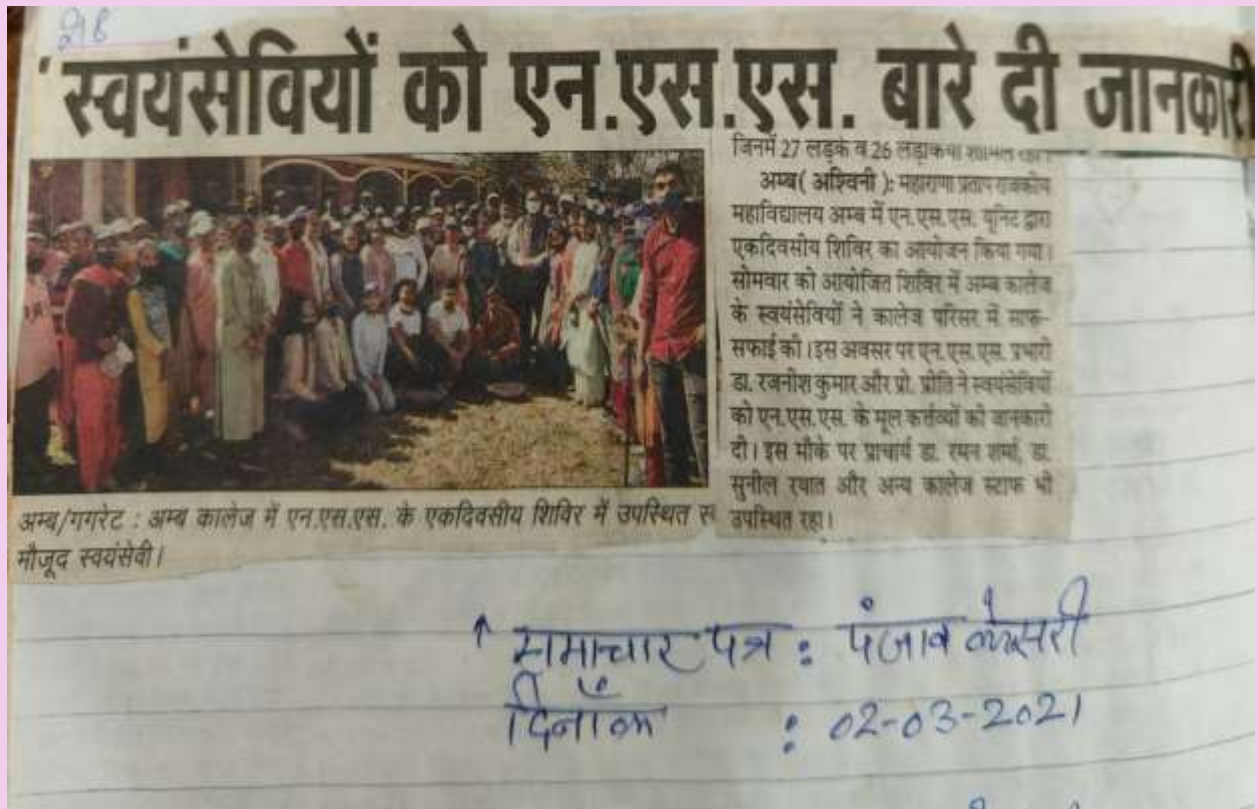 स्वयंसेवियों को एन.एस.एस. बारे दी जानकारी
जिनमें 27 लड़के व 26 लड़कियां शामिल रहीं।
अम्ब( अश्विनी ): महाराणा प्रताप राजकीय
महाविद्यालय अम्ब में एन.एस.एस. यूनिट द्वारा
एकदिवसीय शिविर का आयोजन किया गया।
सोमवार को आयोजित शिविर में अम्ब कालेज
के स्वयंसेवियों ने कालेज परिसर में साफ-
सफाई की। इस अवसर पर एन.एस.एस. प्रभारी
डा. रजनीश कुमार और प्रो. प्रीति ने स्वयंसेवियों
को एन.एस.एस. के मूल कर्त्तव्यों की जानकारी
दी। इस मौके पर प्राचार्य डा. रमन शर्मा, डा.
सुनील रयात और अन्य कालेज स्टाफ भी
उपस्थित रहा।
अम्ब/गगरेट : अम्ब कालेज में एन.एस.एस. के एकदिवसीय शिविर में उपस्थित
मौजूद स्वयंसेवी।
↑ समाचार पत्र : पंजाब केसरी
दिनाँक : 02-03-2021